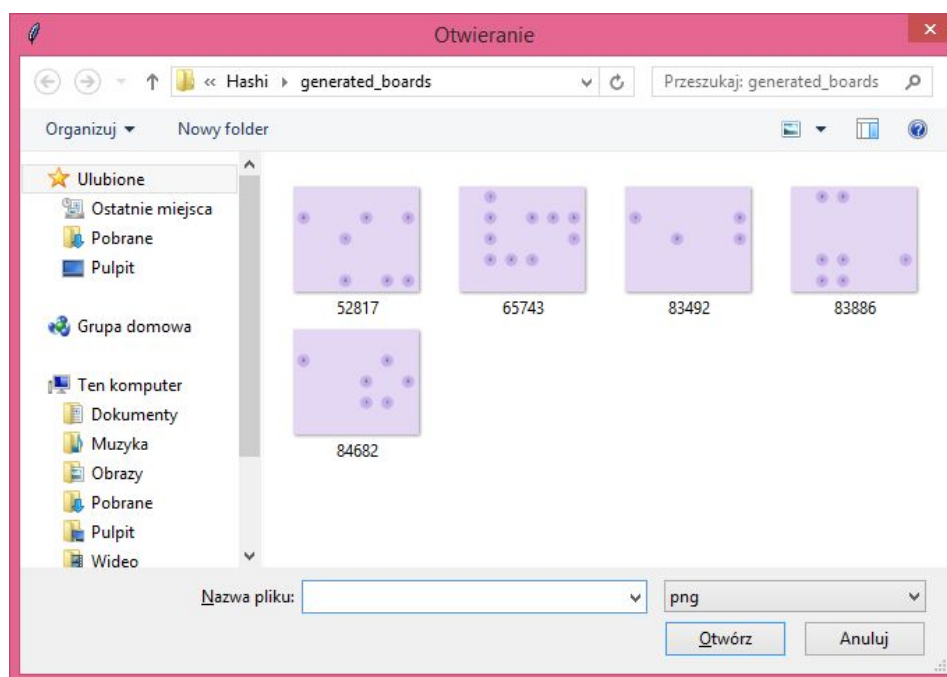 Otwieranie
« Hashi generated_boards Przeszukaj: generated_boards
Organizuj Nowy folder
Ulubione
Ostatnie miejsca
Pobrane
Pulpit
Grupa domowa
Ten komputer
Dokumenty
Muzyka
Obrazy
Pobrane
Pulpit
Wideo
52817 65743 83492 83886
84682
Nazwa pliku: png
Otwórz Anuluj